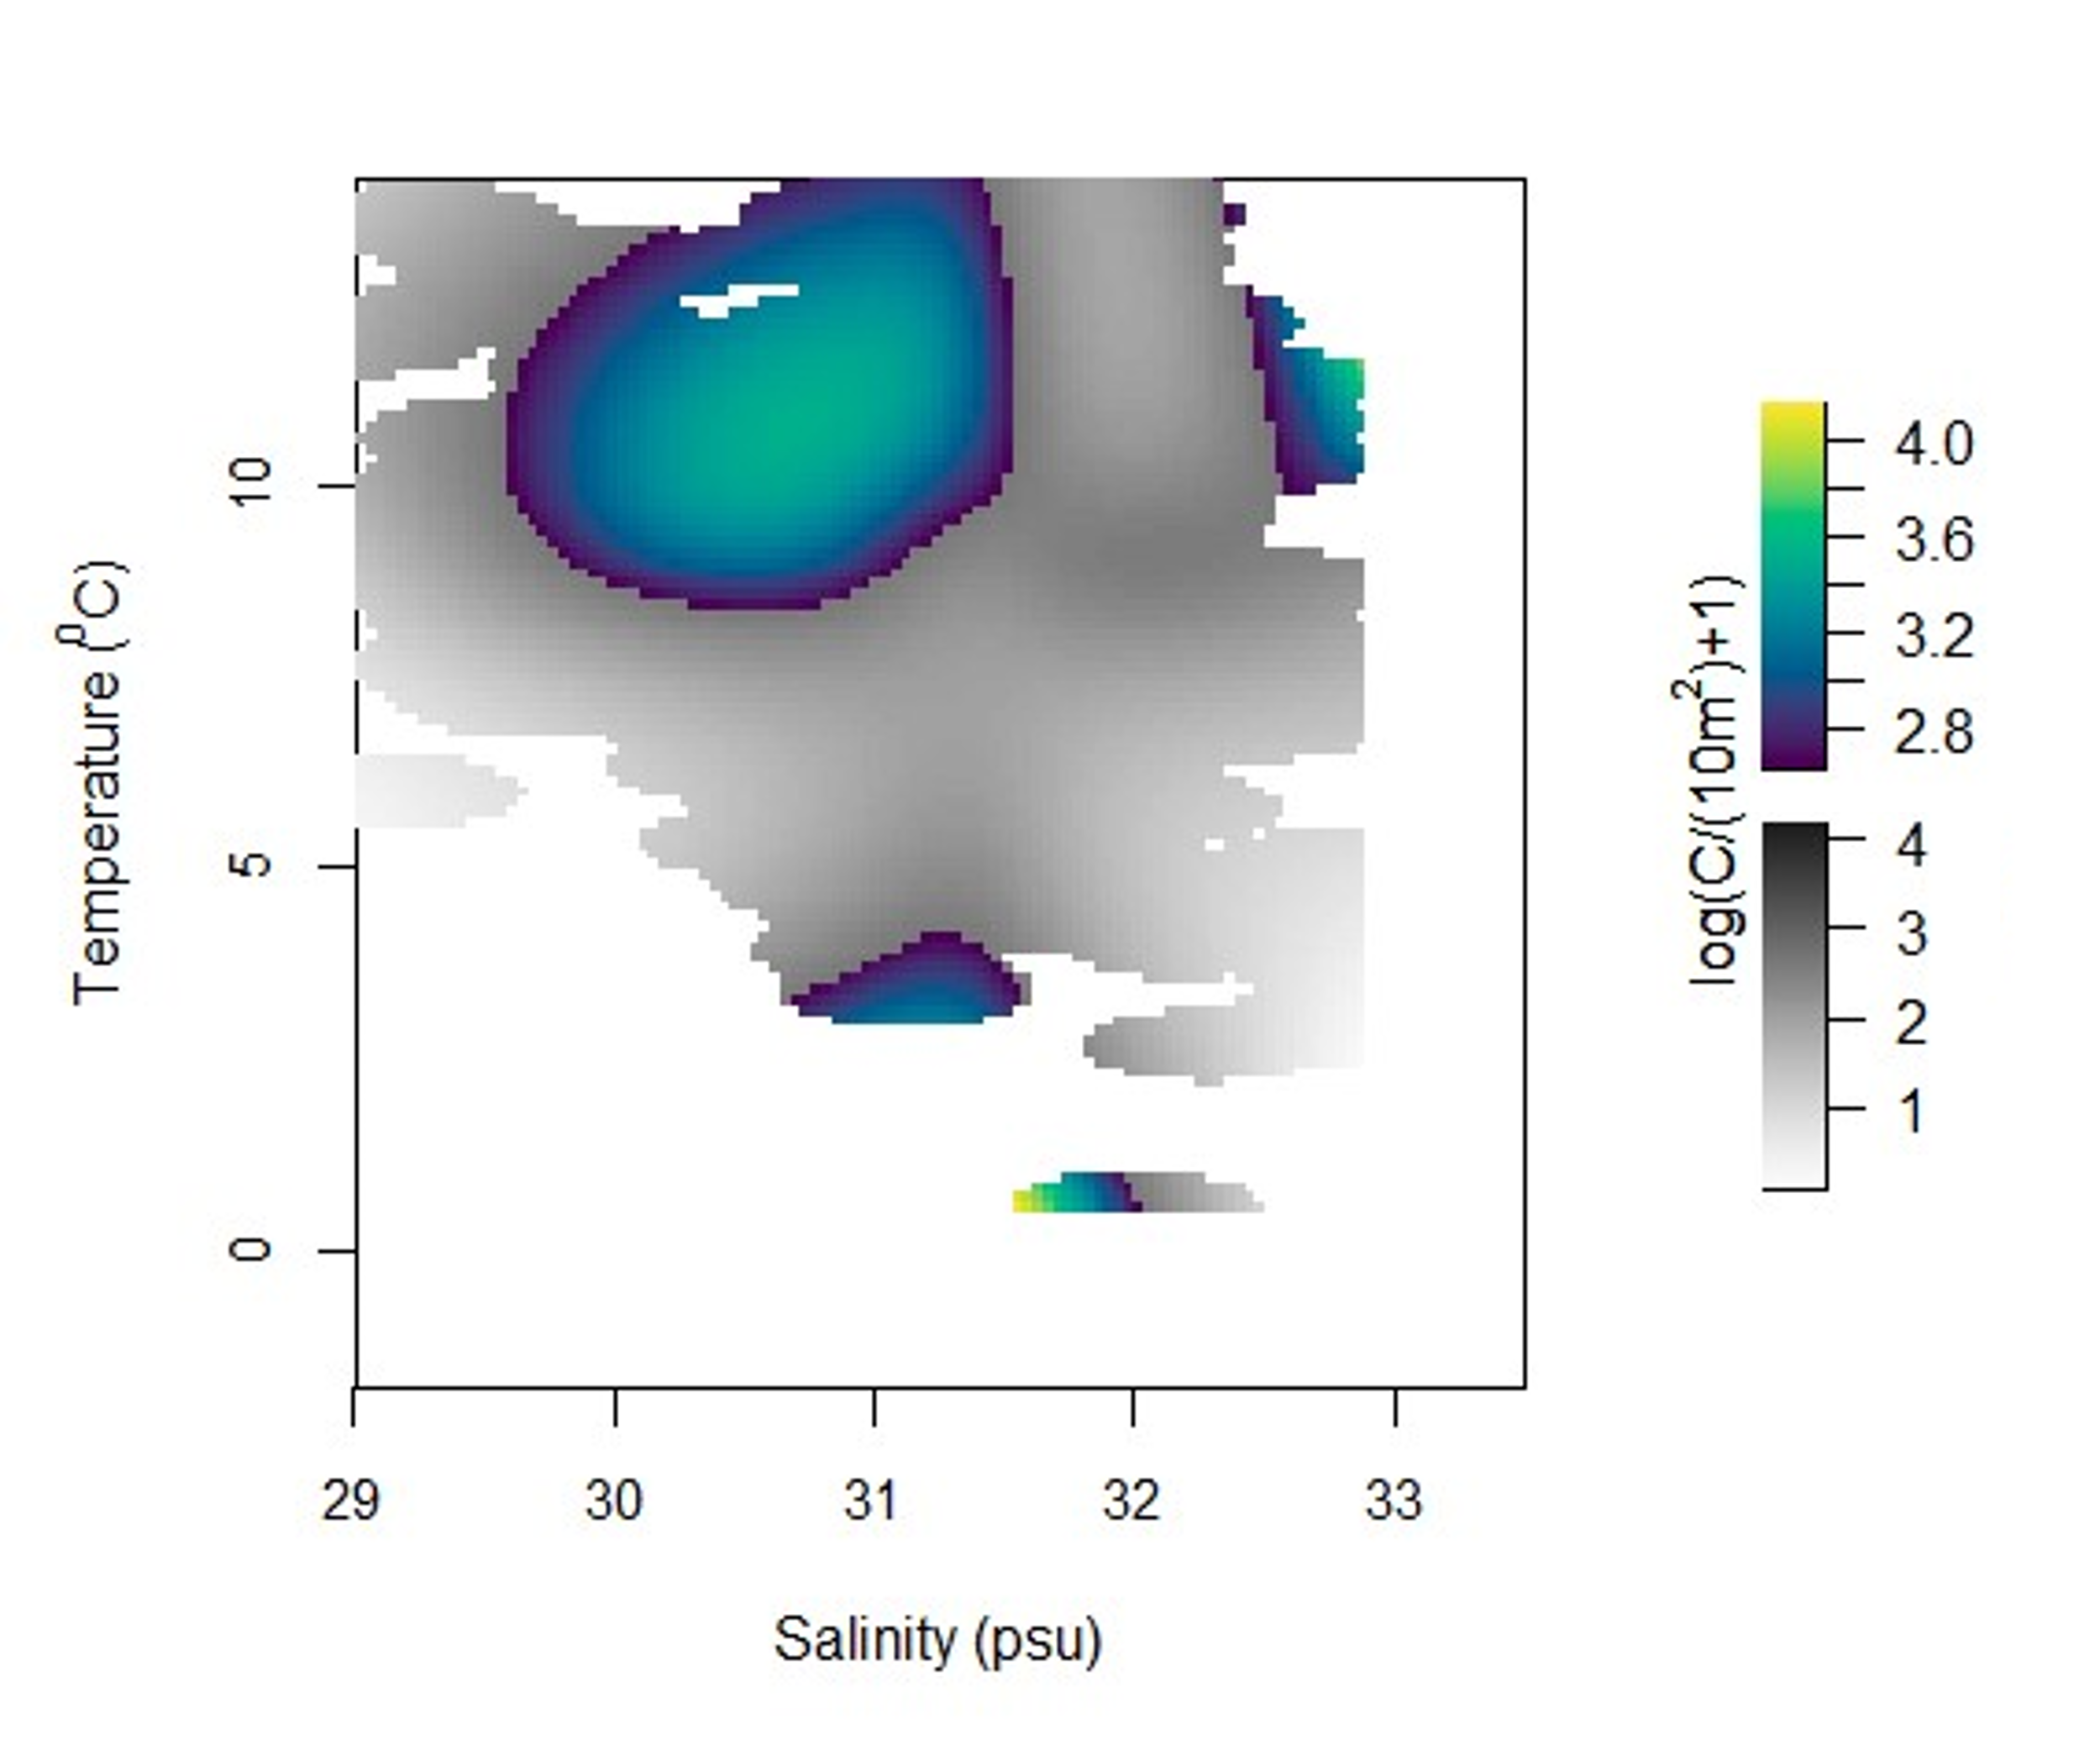 Temperature (⁰C)
10
5
0
29 30 31 32 33
Salinity (psu)
log(C/(10m²)+1)
4.0
3.6
3.2
2.8
4
3
2
1